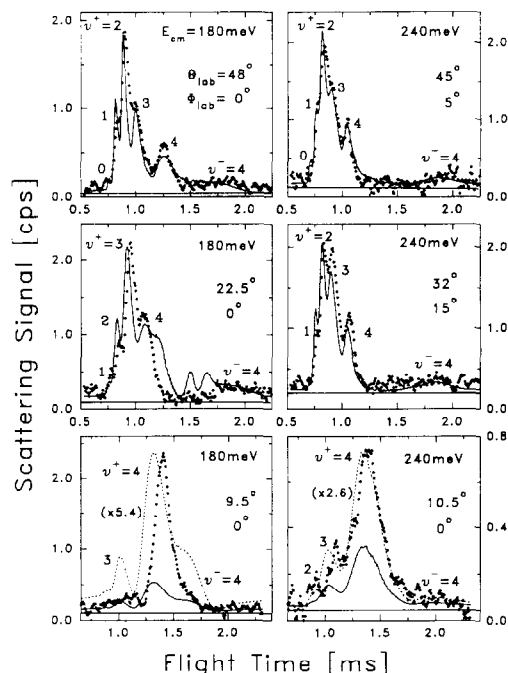 Scattering Signal [cps]
ν⁺=2
E_cm=180meV
Θ_lab=48°
Φ_lab=0°
0
1
3
4
ν⁻=4
2.0
1.0
0.0
0.5 1.0 1.5 2.0
ν⁺=2
240meV
45°
5°
0
1
3
4
ν⁻=4
2.0
1.0
0.0
0.5 1.0 1.5 2.0
ν⁺=3
180meV
22.5°
0°
1
2
4
ν⁻=4
2.0
1.0
0.0
0.5 1.0 1.5 2.0
ν⁺=2
240meV
32°
15°
1
3
4
ν⁻=4
2.0
1.0
0.0
0.5 1.0 1.5 2.0
ν⁺=4
180meV
(x5.4)
9.5°
0°
3
ν⁻=4
2.0
1.0
0.0
1.0 1.5 2.0
ν⁺=4
240meV
(x2.6)
10.5°
0°
2
3
ν⁻=4
0.8
0.4
0.0
1.0 1.5 2.0
Flight Time [ms]